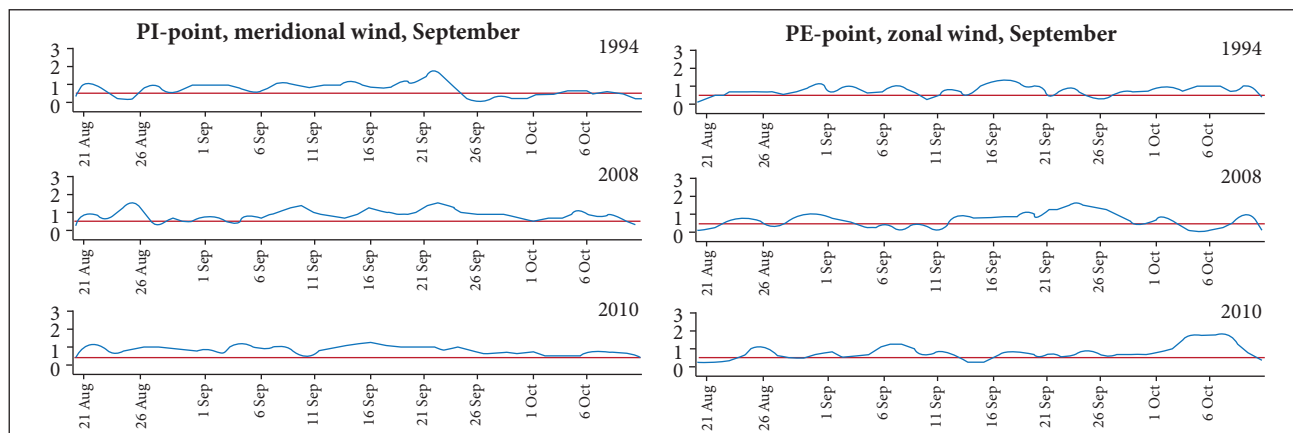 PI-point, meridional wind, September
1994
3
2
1
0
21 Aug
26 Aug
1 Sep
6 Sep
11 Sep
16 Sep
21 Sep
26 Sep
1 Oct
6 Oct
2008
3
2
1
0
21 Aug
26 Aug
1 Sep
6 Sep
11 Sep
16 Sep
21 Sep
26 Sep
1 Oct
6 Oct
2010
3
2
1
0
21 Aug
26 Aug
1 Sep
6 Sep
11 Sep
16 Sep
21 Sep
26 Sep
1 Oct
6 Oct
PE-point, zonal wind, September
1994
3
2
1
0
21 Aug
26 Aug
1 Sep
6 Sep
11 Sep
16 Sep
21 Sep
26 Sep
1 Oct
6 Oct
2008
3
2
1
0
21 Aug
26 Aug
1 Sep
6 Sep
11 Sep
16 Sep
21 Sep
26 Sep
1 Oct
6 Oct
2010
3
2
1
0
21 Aug
26 Aug
1 Sep
6 Sep
11 Sep
16 Sep
21 Sep
26 Sep
1 Oct
6 Oct